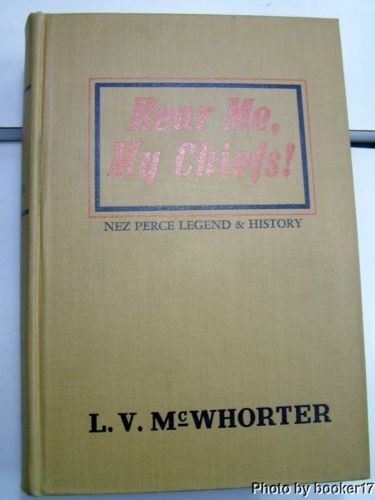 Hear Me,
My Chiefs!
NEZ PERCE LEGEND & HISTORY
L. V. McWHORTER
Photo by booker17